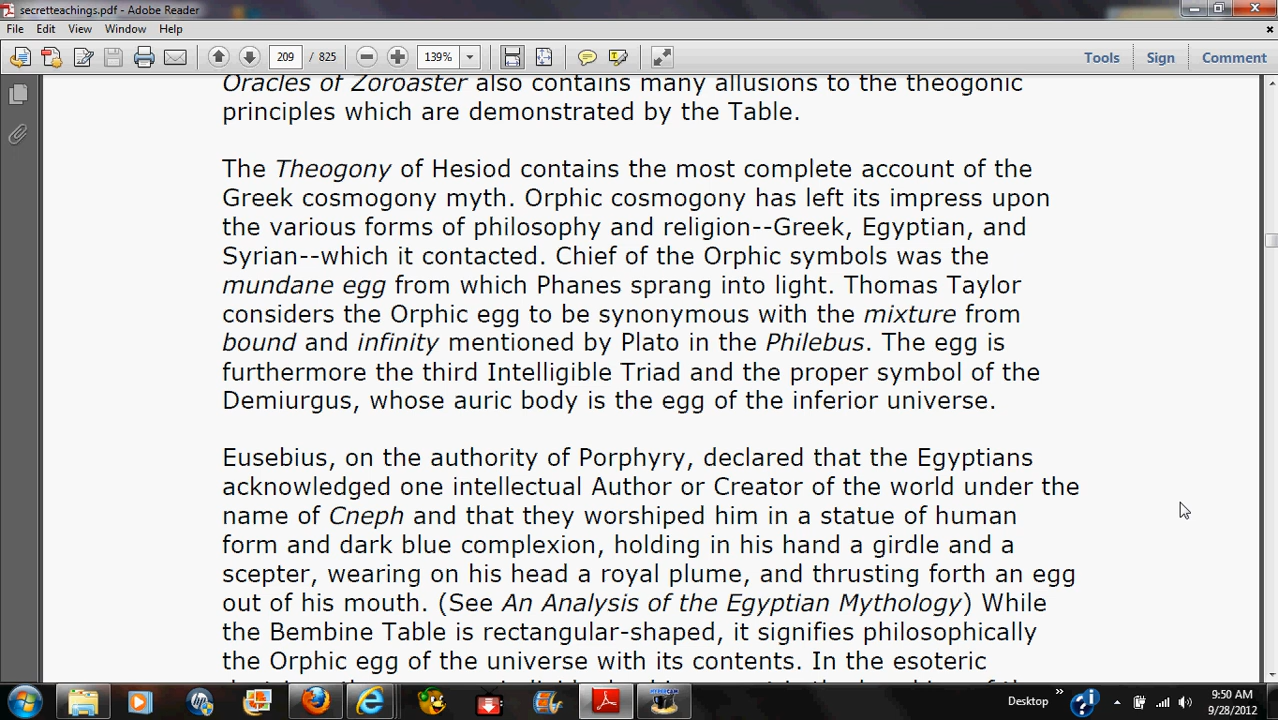 secretteachings.pdf - Adobe Reader
File Edit View Window Help
209 / 825 139% Tools Sign Comment
Oracles of Zoroaster also contains many allusions to the theogonic
principles which are demonstrated by the Table.
The Theogony of Hesiod contains the most complete account of the
Greek cosmogony myth. Orphic cosmogony has left its impress upon
the various forms of philosophy and religion--Greek, Egyptian, and
Syrian--which it contacted. Chief of the Orphic symbols was the
mundane egg from which Phanes sprang into light. Thomas Taylor
considers the Orphic egg to be synonymous with the mixture from
bound and infinity mentioned by Plato in the Philebus. The egg is
furthermore the third Intelligible Triad and the proper symbol of the
Demiurgus, whose auric body is the egg of the inferior universe.
Eusebius, on the authority of Porphyry, declared that the Egyptians
acknowledged one intellectual Author or Creator of the world under the
name of Cneph and that they worshiped him in a statue of human
form and dark blue complexion, holding in his hand a girdle and a
scepter, wearing on his head a royal plume, and thrusting forth an egg
out of his mouth. (See An Analysis of the Egyptian Mythology) While
the Bembine Table is rectangular-shaped, it signifies philosophically
the Orphic egg of the universe with its contents. In the esoteric
Desktop 9:50 AM
9/28/2012